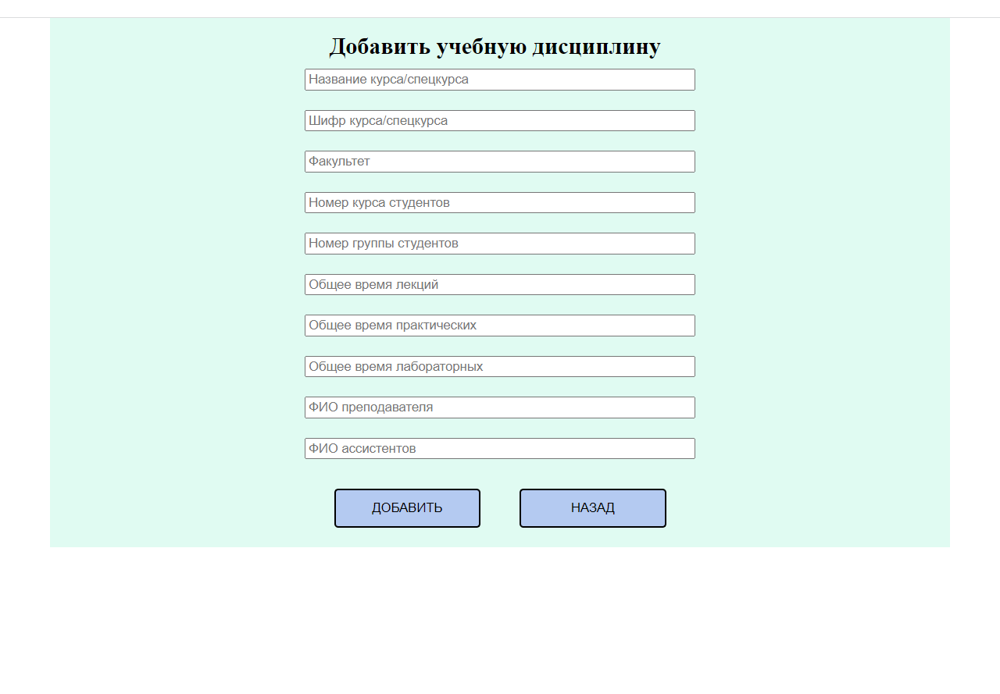 Добавить учебную дисциплину
Название курса/спецкурса
Шифр курса/спецкурса
Факультет
Номер курса студентов
Номер группы студентов
Общее время лекций
Общее время практических
Общее время лабораторных
ФИО преподавателя
ФИО ассистентов
ДОБАВИТЬ НАЗАД